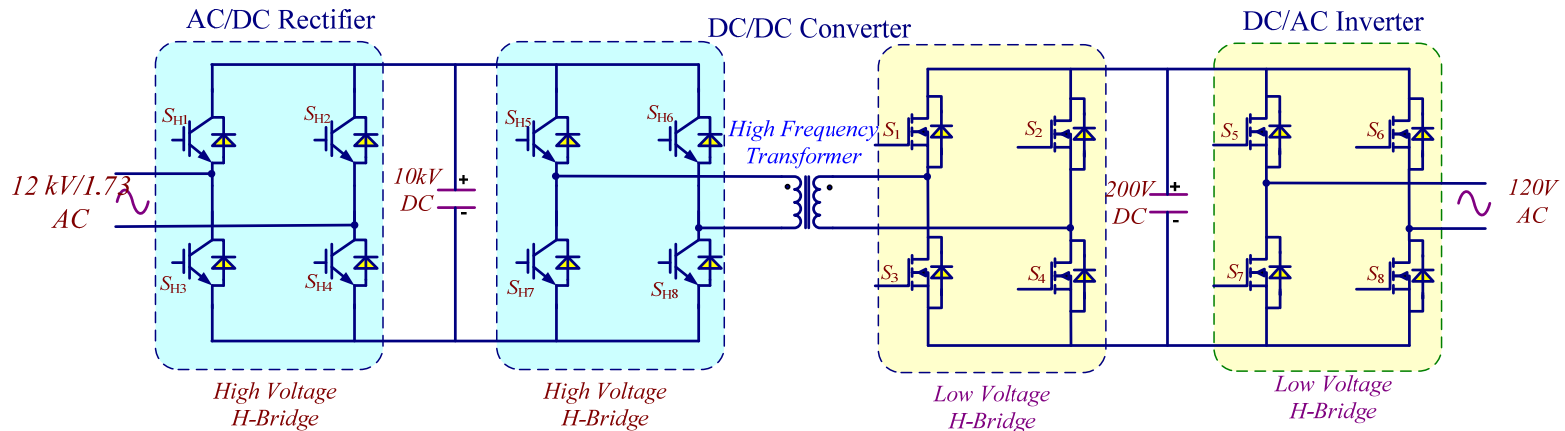 AC/DC Rectifier
DC/DC Converter
DC/AC Inverter
S_H1
S_H2
S_H3
S_H4
12 kV/1.73
AC
10kV
DC
+
-
S_H5
S_H6
S_H7
S_H8
High Frequency
Transformer
S_1
S_2
S_3
S_4
200V
DC
+
-
S_5
S_6
S_7
S_8
120V
AC
High Voltage
H-Bridge
High Voltage
H-Bridge
Low Voltage
H-Bridge
Low Voltage
H-Bridge